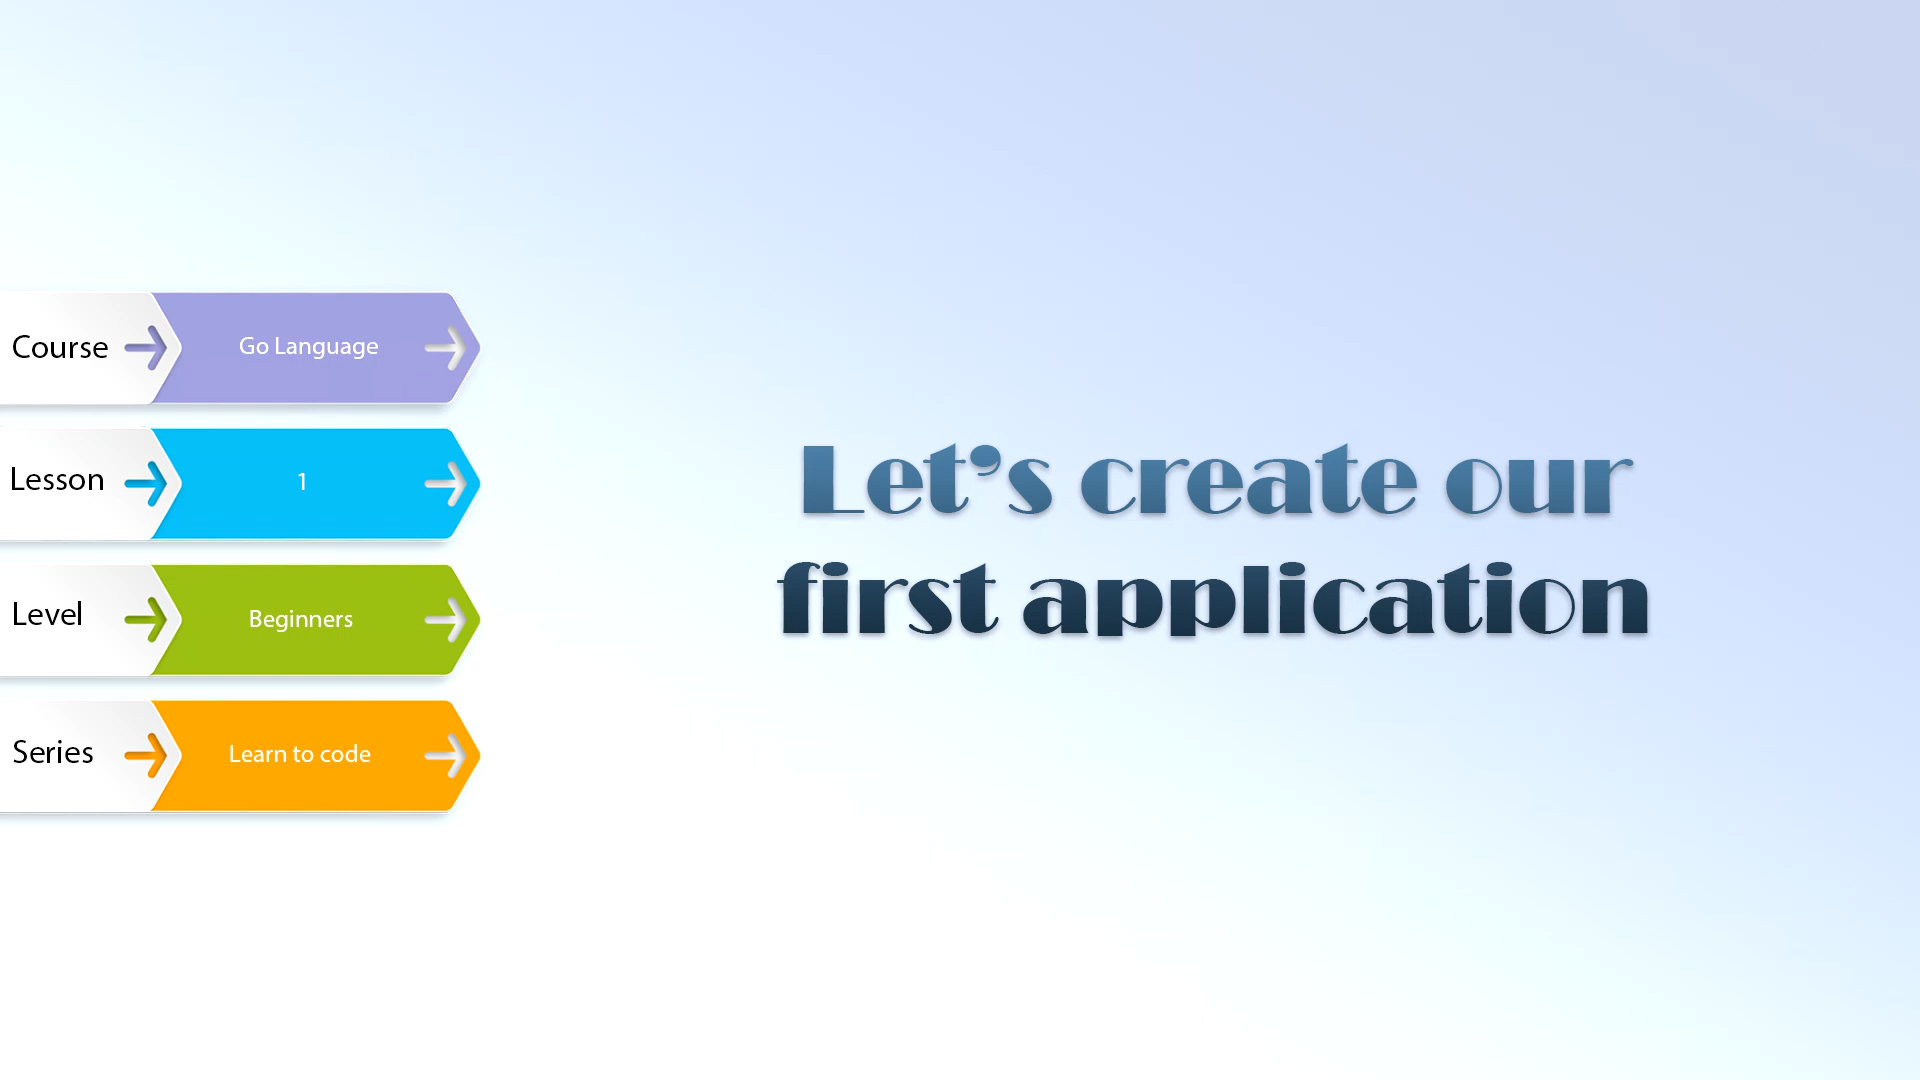 Course
Go Language
Lesson
1
Level
Beginners
Series
Learn to code
Let’s create our
first application